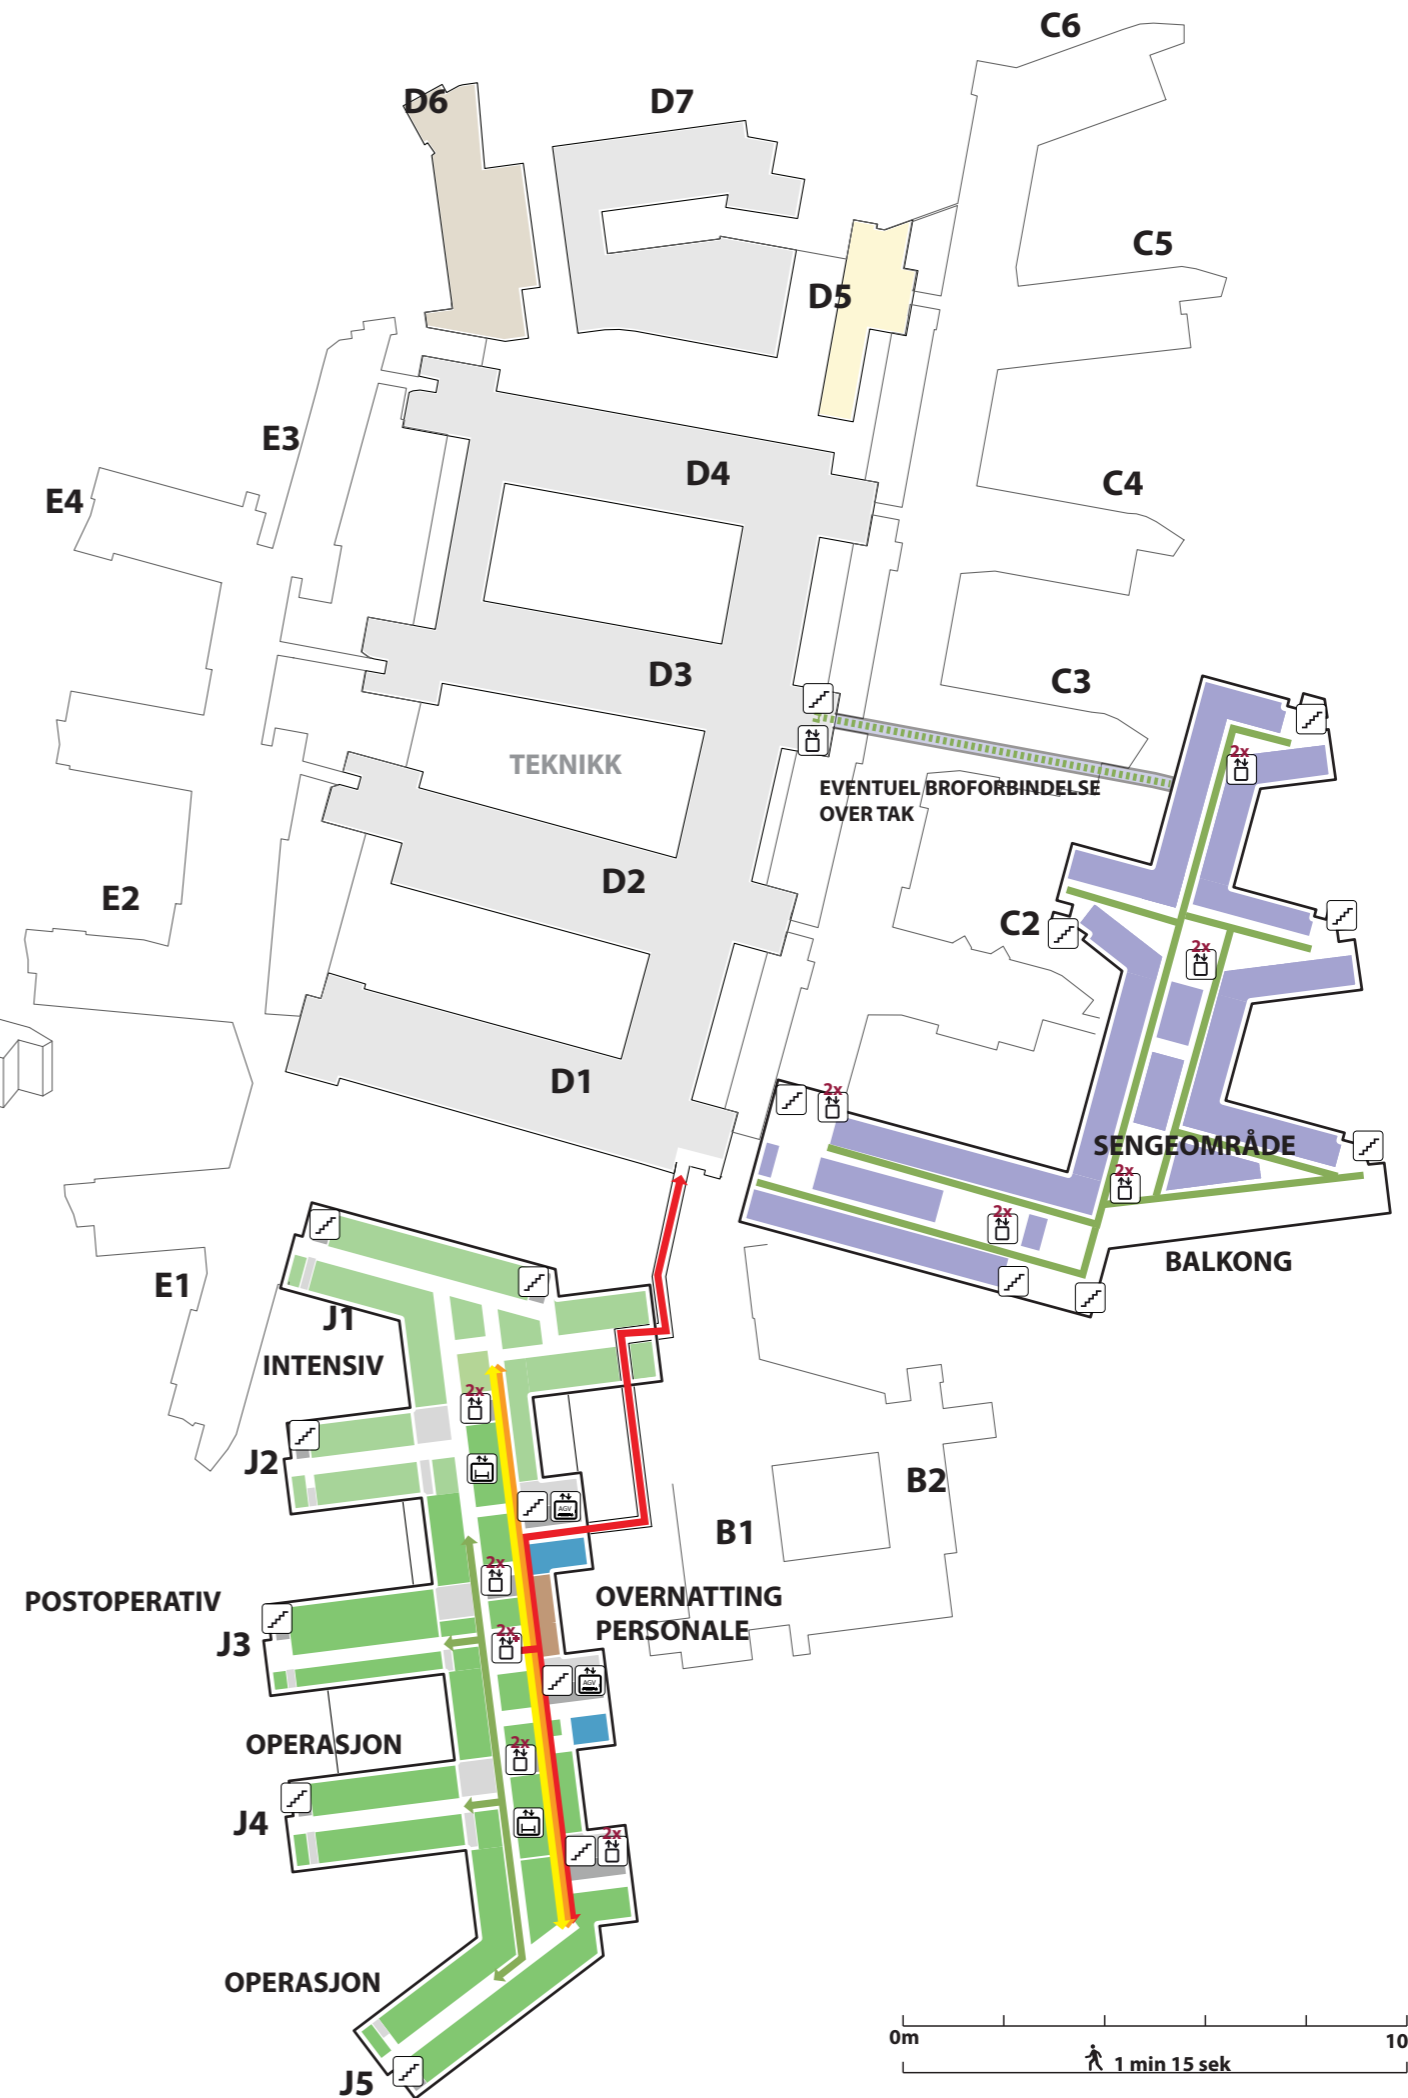 C6
D6
D7
C5
D5
E3
D4
C4
E4
D3
C3
TEKNIKK
2x
EVENTUEL BROFORBINDELSE
OVER TAK
D2
E2
C2
2x
D1
2x
SENGEOMRÅDE
2x
2x
BALKONG
E1
J1
INTENSIV
2x
J2
B2
AGV
B1
2x
POSTOPERATIV
OVERNATTING
PERSONALE
J3
2x
AGV
OPERASJON
2x
J4
2x
OPERASJON
0m
10
1 min 15 sek
J5